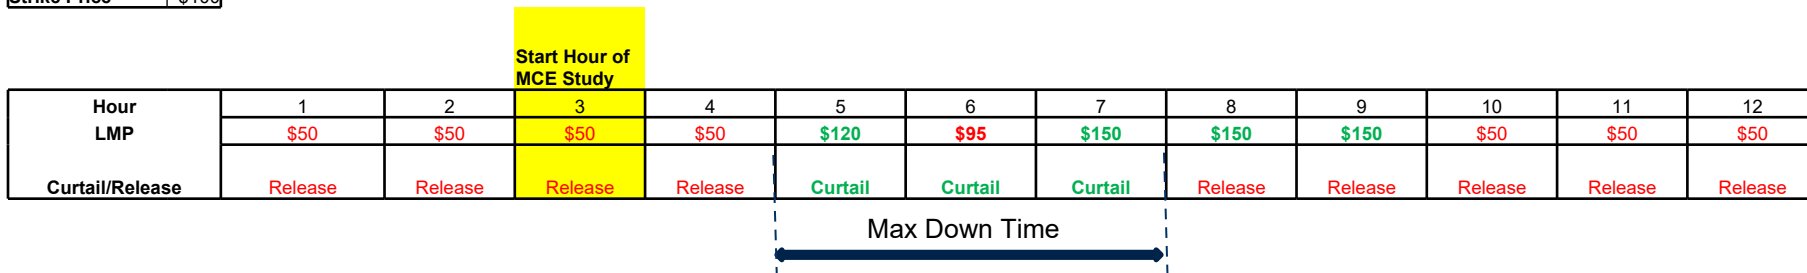 Start Hour of
MCE Study
Hour 1 2 3 4 5 6 7 8 9 10 11 12
LMP $50 $50 $50 $50 $120 $95 $150 $150 $150 $50 $50 $50
Curtail/Release Release Release Release Release Curtail Curtail Curtail Release Release Release Release Release
Max Down Time